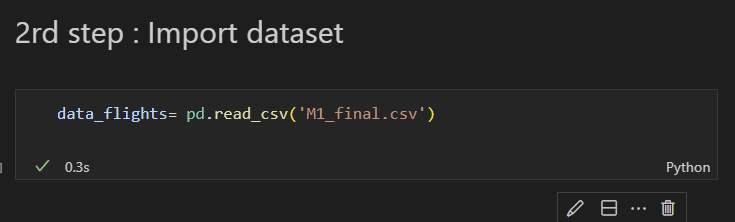 2rd step : Import dataset
data_flights= pd.read_csv('M1_final.csv')
0.3s
Python